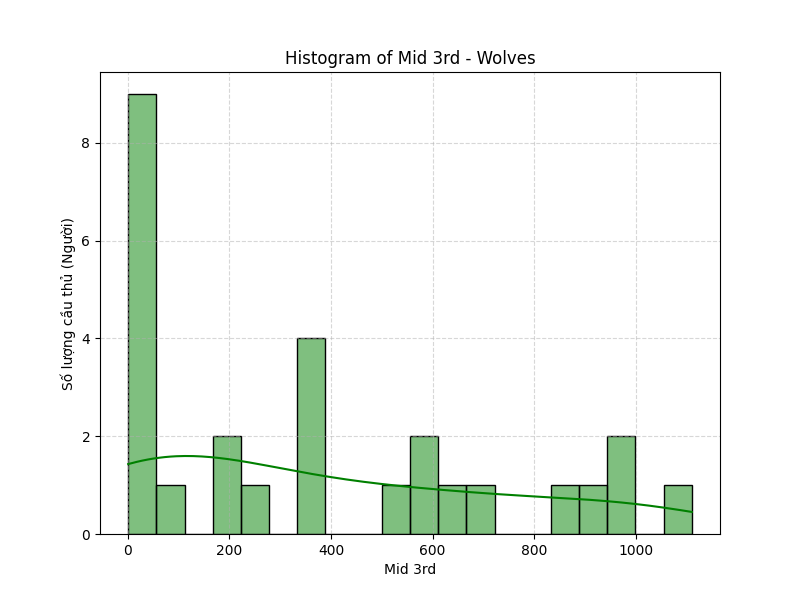 Histogram of Mid 3rd - Wolves
Số lượng cầu thủ (Người)
8
6
4
2
0
0 200 400 600 800 1000
Mid 3rd